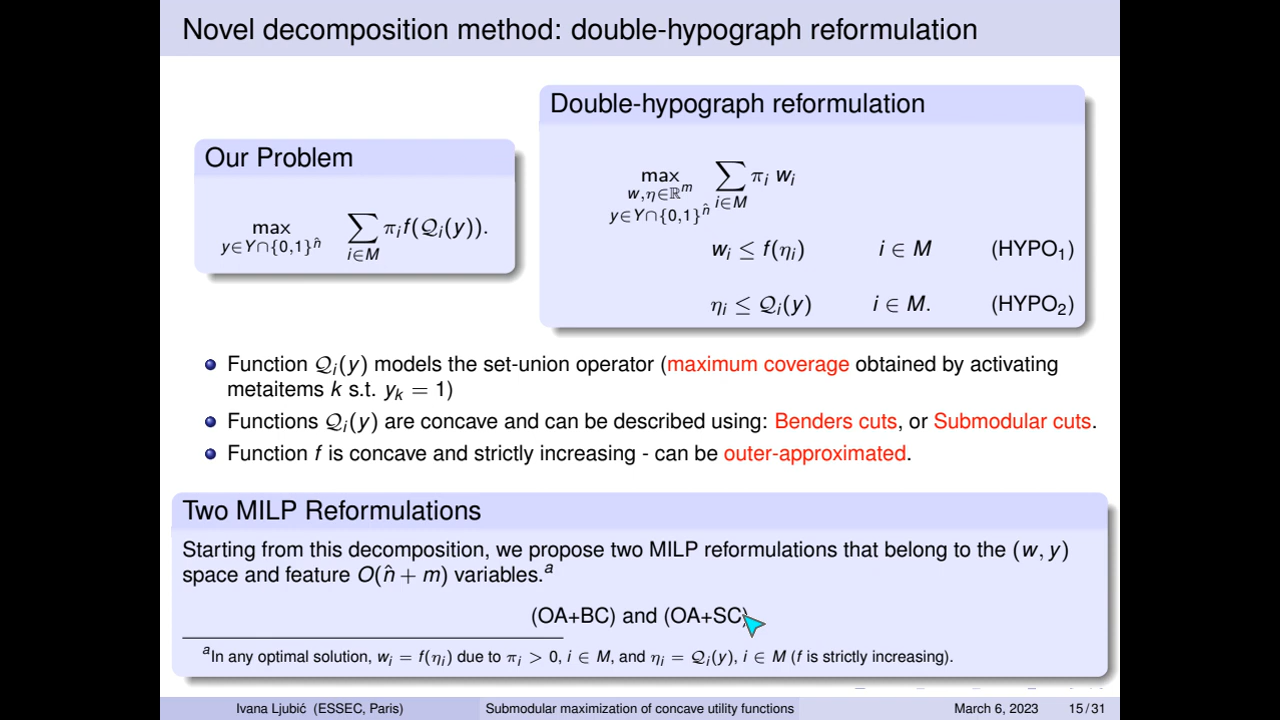 Novel decomposition method: double-hypograph reformulation
Our Problem
max_{y∈Y∩{0,1}^{n̂}} ∑_{i∈M} π_i f(𝒬_i(y)).
Double-hypograph reformulation
max_{w,η∈ℝ^m, y∈Y∩{0,1}^{n̂}} ∑_{i∈M} π_i w_i
w_i ≤ f(η_i) i ∈ M (HYPO₁)
η_i ≤ 𝒬_i(y) i ∈ M. (HYPO₂)
Function 𝒬_i(y) models the set-union operator (maximum coverage obtained by activating
metaitems k s.t. y_k = 1)
Functions 𝒬_i(y) are concave and can be described using: Benders cuts, or Submodular cuts.
Function f is concave and strictly increasing - can be outer-approximated.
Two MILP Reformulations
Starting from this decomposition, we propose two MILP reformulations that belong to the (w, y)
space and feature O(n̂ + m) variables.^a
(OA+BC) and (OA+SC)
^a In any optimal solution, w_i = f(η_i) due to π_i > 0, i ∈ M, and η_i = 𝒬_i(y), i ∈ M (f is strictly increasing).
Ivana Ljubić (ESSEC, Paris) Submodular maximization of concave utility functions March 6, 2023 15 / 31